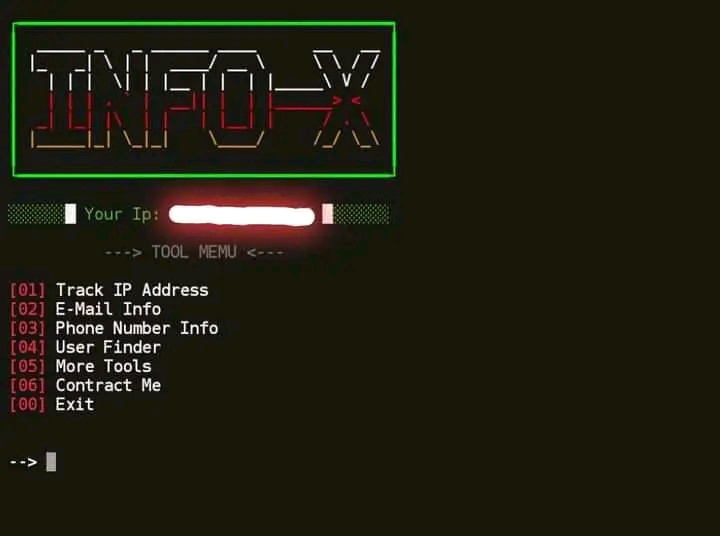 INFO-X
Your Ip:
---> TOOL MEMU <---
[01] Track IP Address
[02] E-Mail Info
[03] Phone Number Info
[04] User Finder
[05] More Tools
[06] Contract Me
[00] Exit
-->